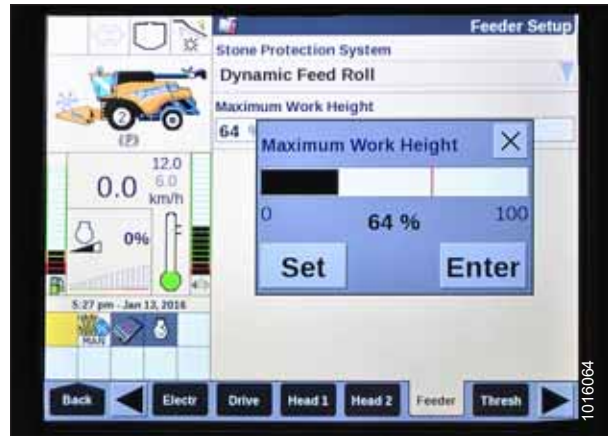 Feeder Setup
Stone Protection System
Dynamic Feed Roll
Maximum Work Height
64
Maximum Work Height
0
64 %
100
Set
Enter
2
(P)
12.0
6.0
0.0
km/h
0%
5:27 pm - Jan 13, 2016
MAN
Back
Electr
Drive
Head 1
Head 2
Feeder
Thresh
1016064